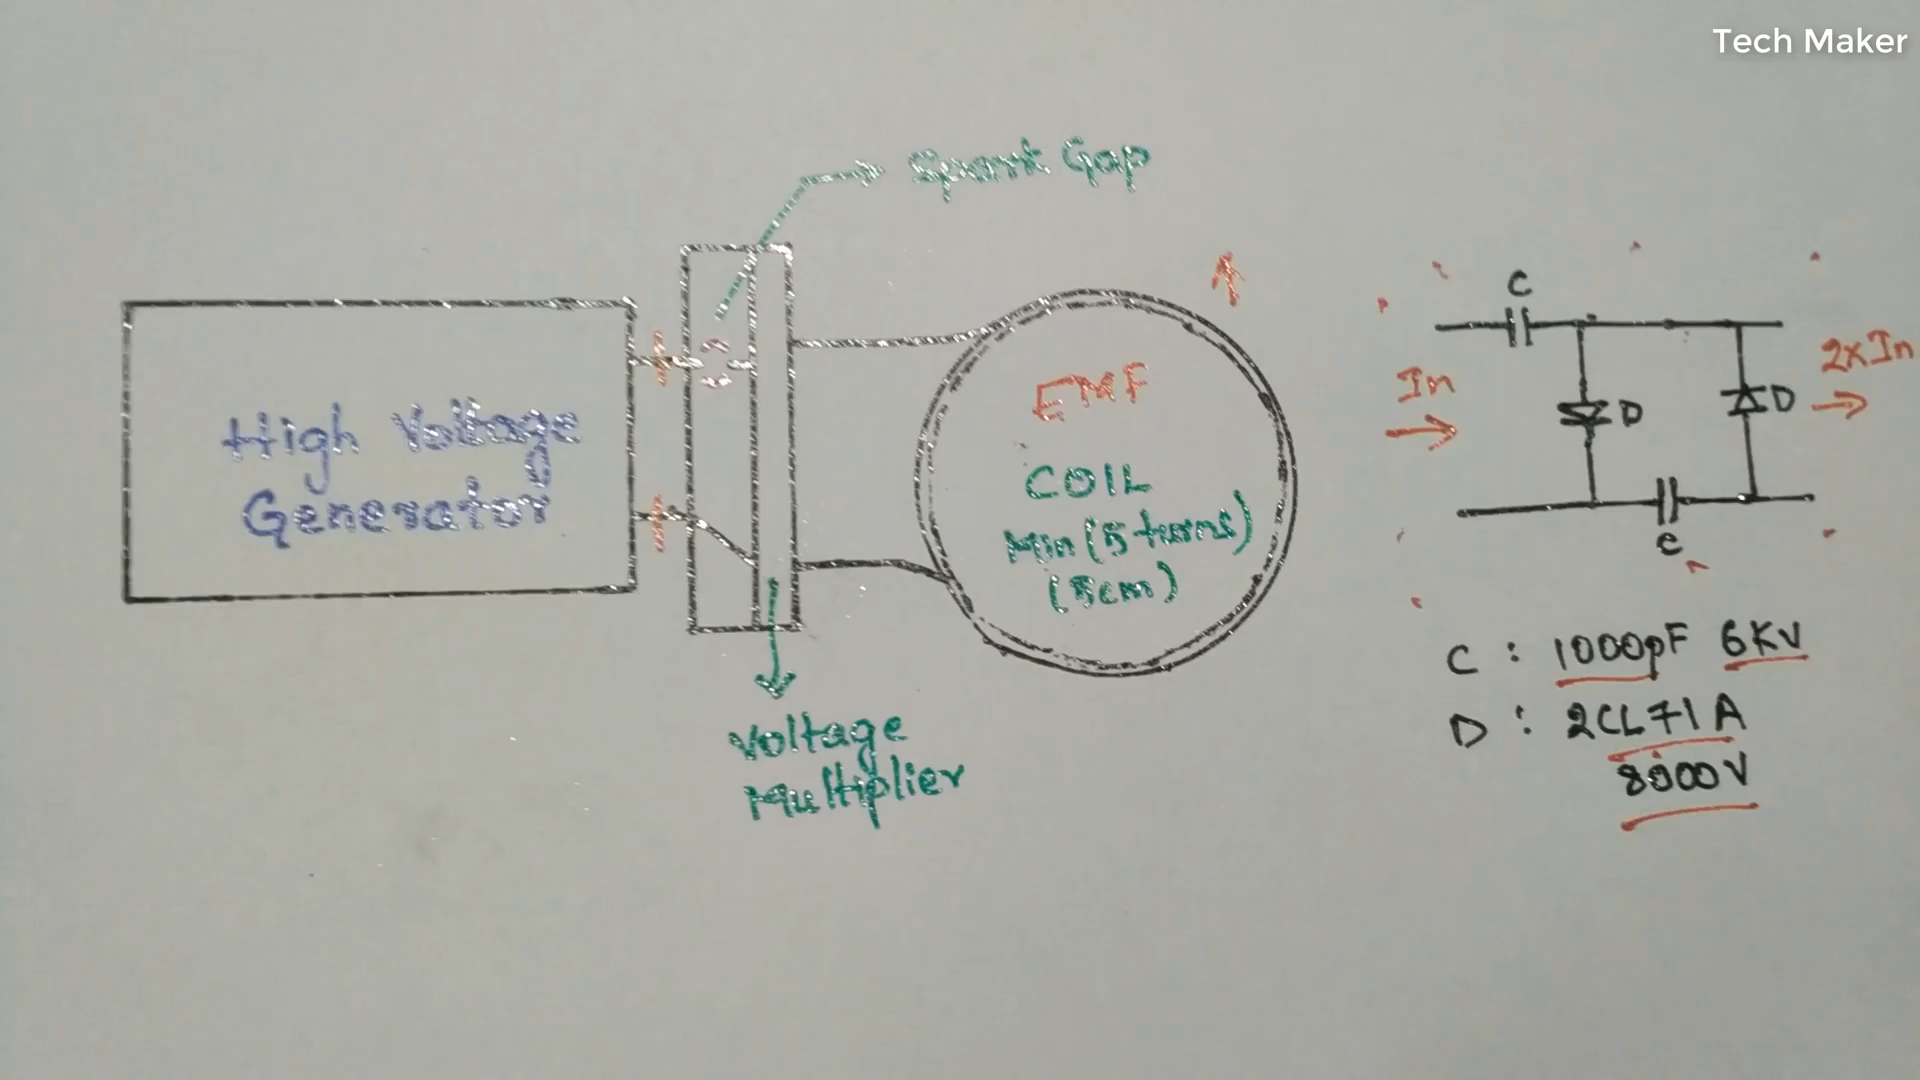 Tech Maker
Spark Gap
High Voltage
Generator
EMF
COIL
Min (5 turns)
(5cm)
Voltage
Multiplier
C
In
D
D
2xIn
C
C : 1000pF 6KV
D : 2CL71A
8000V